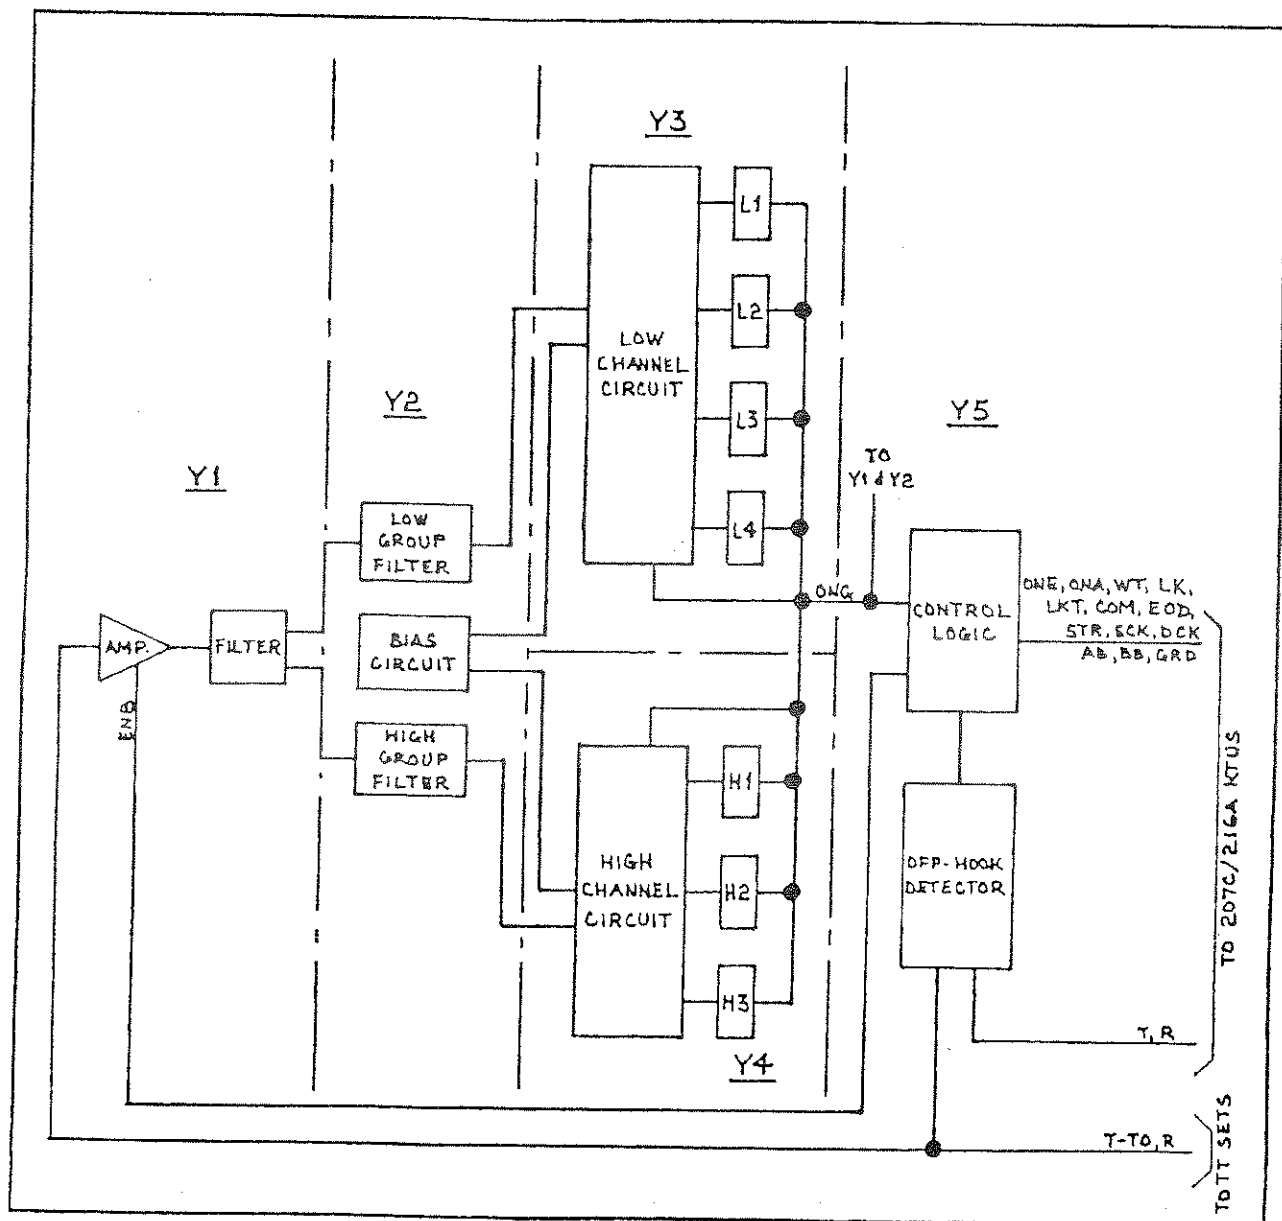 Y3
L1
L2
LOW
CHANNEL
CIRCUIT
L3
L4
Y2
Y5
Y1
TO
Y1 & Y2
LOW
GROUP
FILTER
ONG
CONTROL
LOGIC
ONE, ONA, WT, LK,
LKT, COM, EOD,
STR, SCK, DCK
AB, BB, GRD
AMP.
FILTER
BIAS
CIRCUIT
ENB
HIGH
GROUP
FILTER
H1
HIGH
CHANNEL
CIRCUIT
H2
H3
OFF-HOOK
DETECTOR
TO 207C/216A KTUS
T, R
Y4
T-TO, R
TO TT SETS